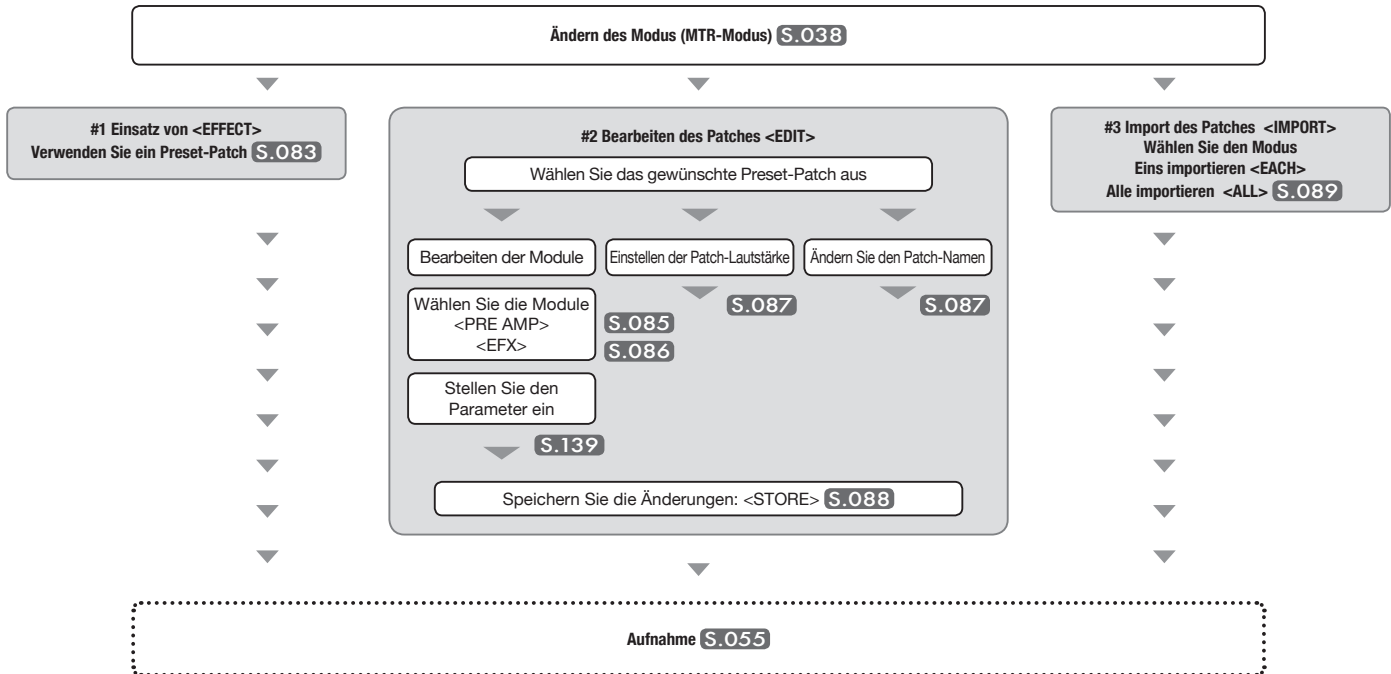 Ändern des Modus (MTR-Modus) S.038
#1 Einsatz von <EFFECT>
Verwenden Sie ein Preset-Patch S.083
#2 Bearbeiten des Patches <EDIT>
Wählen Sie das gewünschte Preset-Patch aus
Bearbeiten der Module
Wählen Sie die Module
<PRE AMP>
<EFX>
S.085
S.086
Stellen Sie den
Parameter ein
S.139
Einstellen der Patch-Lautstärke
S.087
Ändern Sie den Patch-Namen
S.087
Speichern Sie die Änderungen: <STORE> S.088
#3 Import des Patches <IMPORT>
Wählen Sie den Modus
Eins importieren <EACH>
Alle importieren <ALL> S.089
Aufnahme S.055